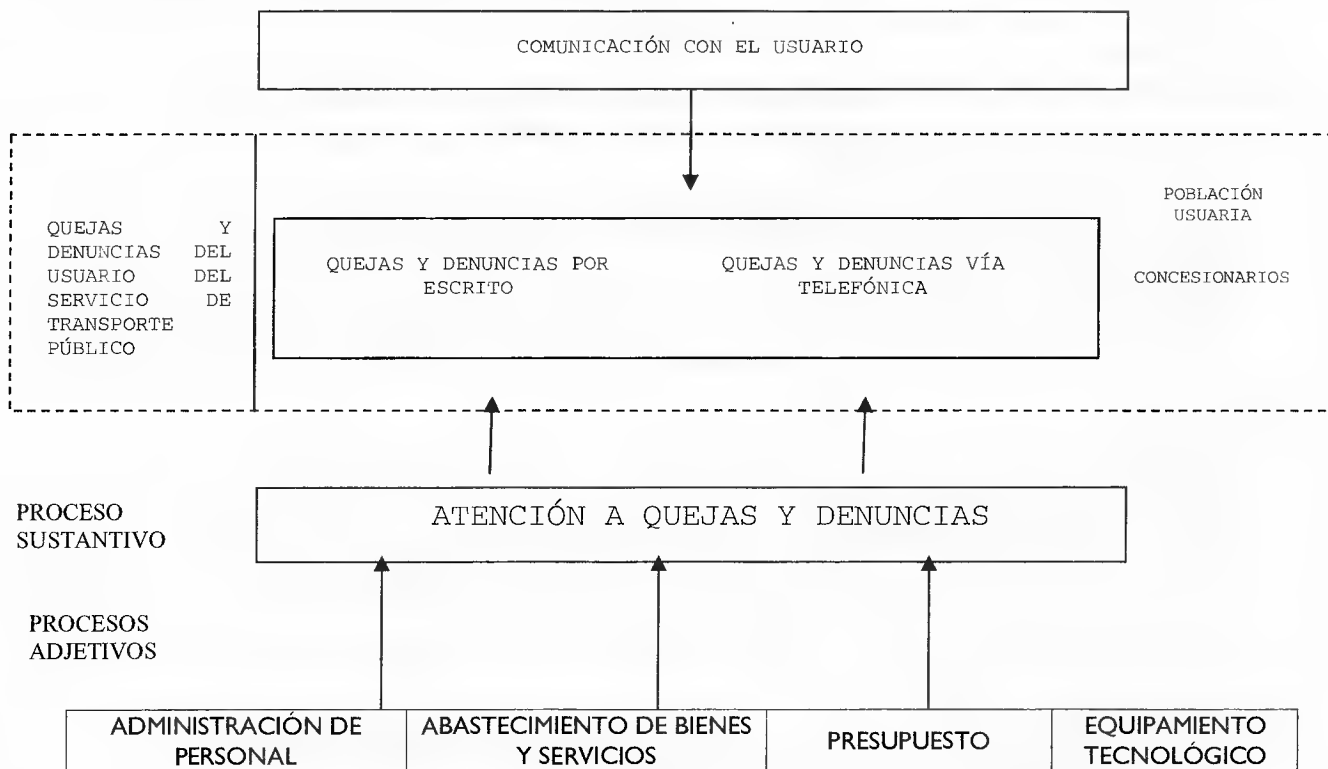 COMUNICACIÓN CON EL USUARIO
QUEJAS Y
DENUNCIAS DEL
USUARIO DEL
SERVICIO DE
TRANSPORTE
PÚBLICO
QUEJAS Y DENUNCIAS POR
ESCRITO
QUEJAS Y DENUNCIAS VÍA
TELEFÓNICA
POBLACIÓN
USUARIA
CONCESIONARIOS
PROCESO
SUSTANTIVO
ATENCIÓN A QUEJAS Y DENUNCIAS
PROCESOS
ADJETIVOS
ADMINISTRACIÓN DE
PERSONAL
ABASTECIMIENTO DE BIENES
Y SERVICIOS
PRESUPUESTO
EQUIPAMIENTO
TECNOLÓGICO